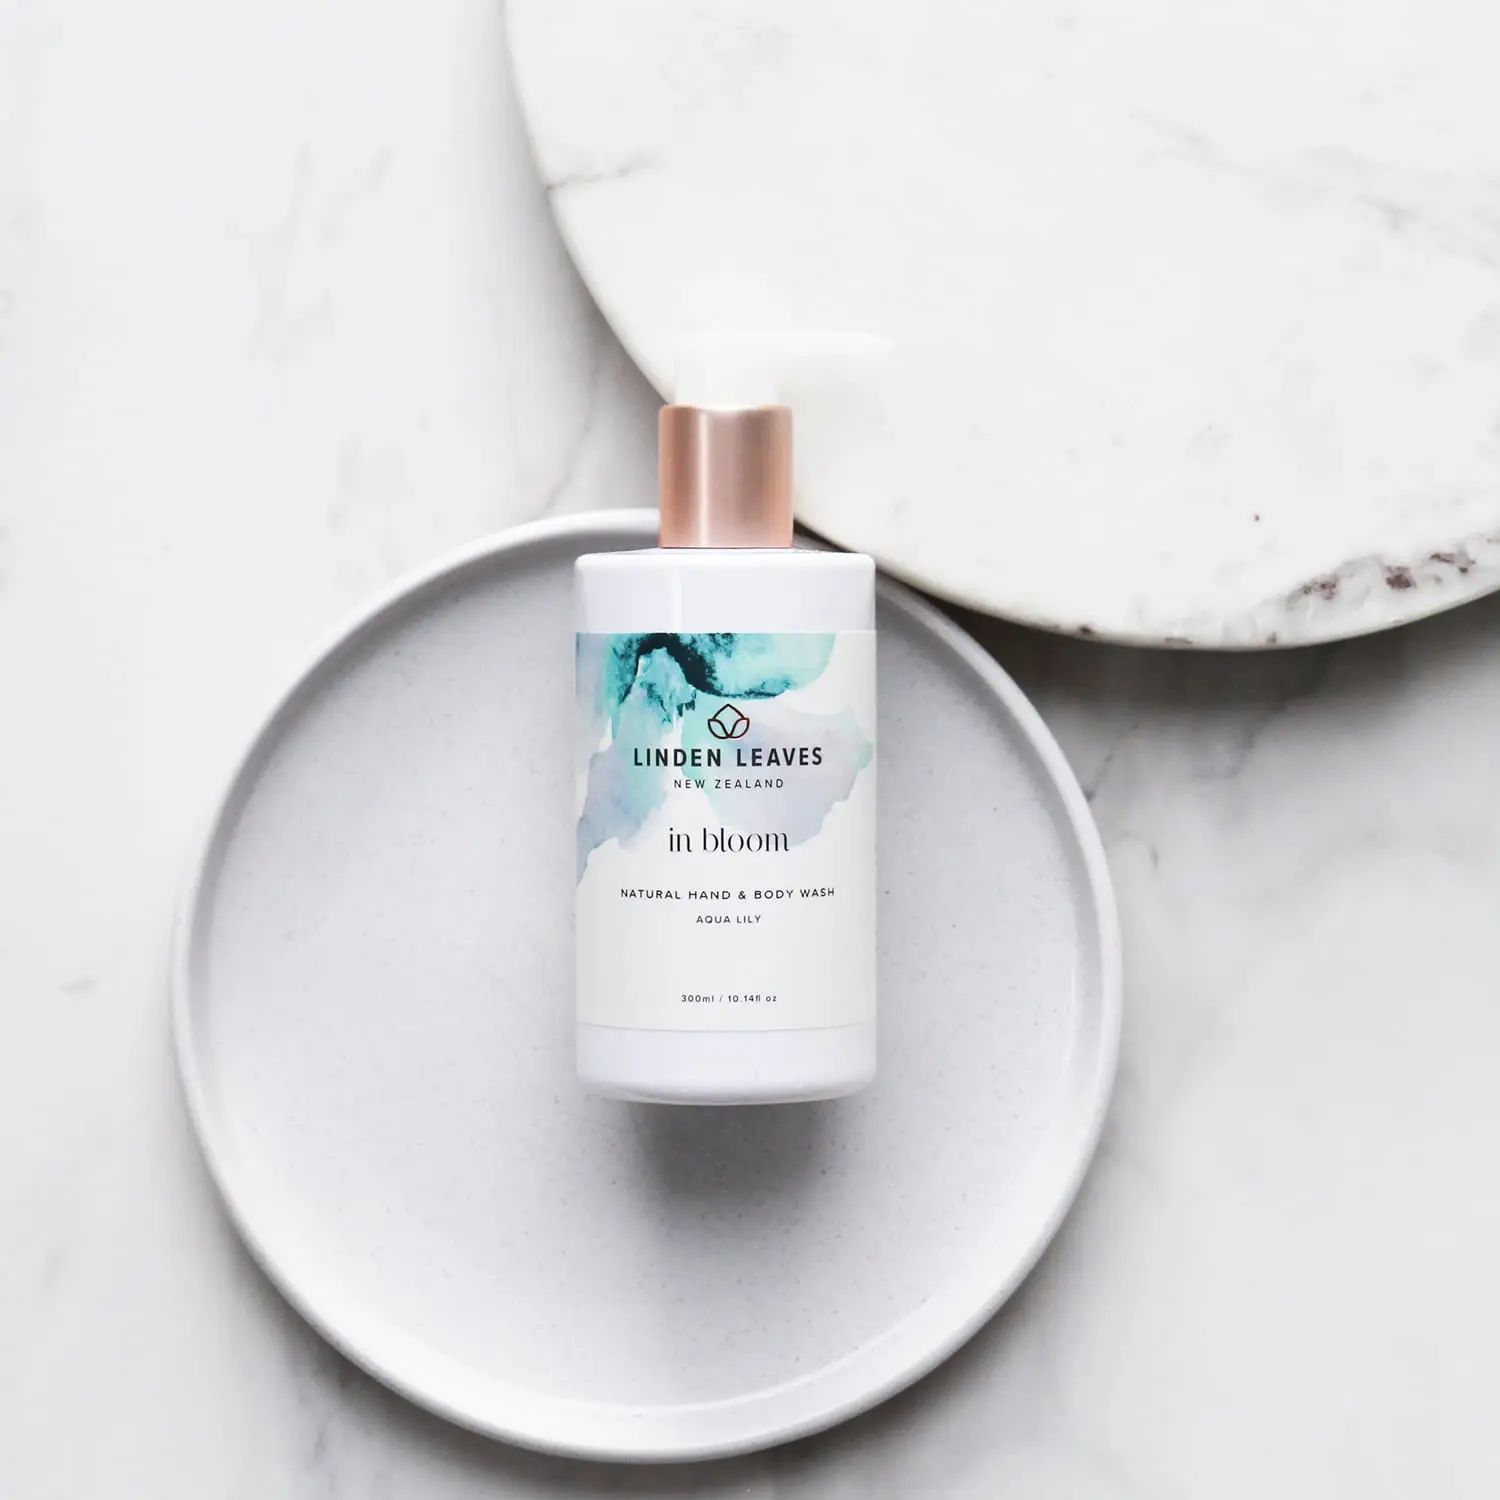 LINDEN LEAVES
NEW ZEALAND
in bloom
NATURAL HAND & BODY WASH
AQUA LILY
300ml / 10.14fl oz